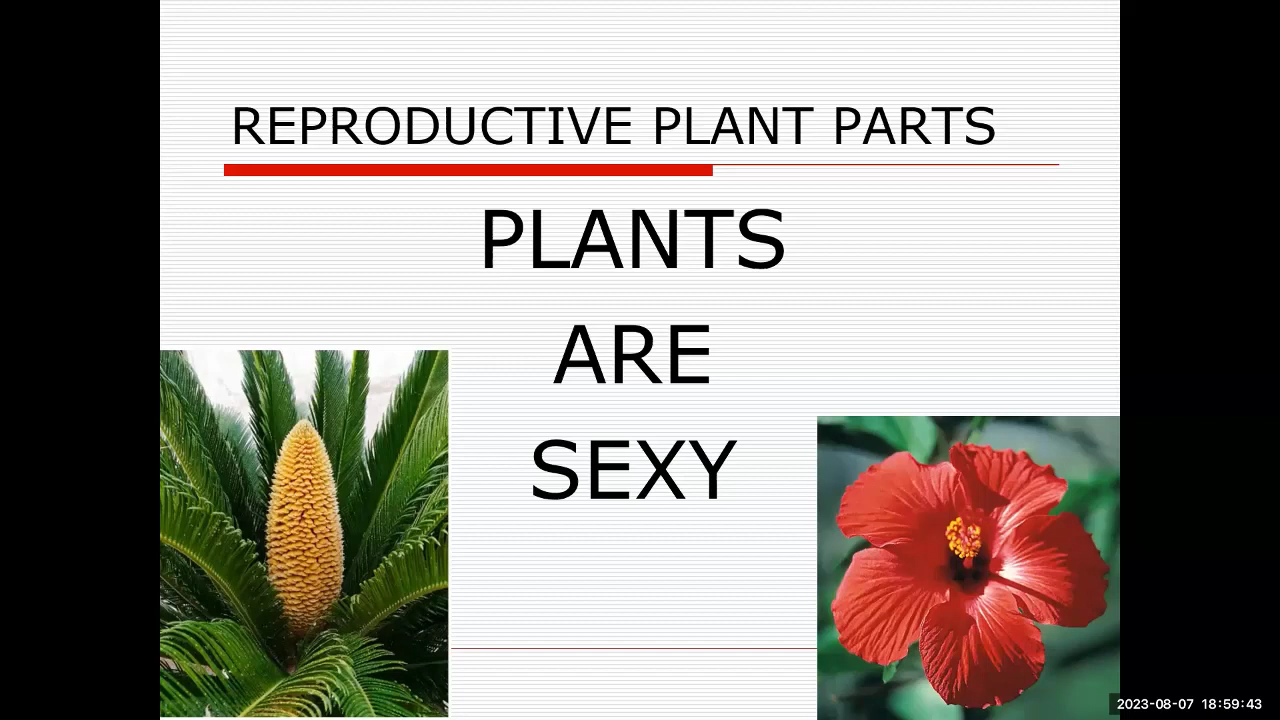 REPRODUCTIVE PLANT PARTS
PLANTS
ARE
SEXY
2023-08-07 18:59:43